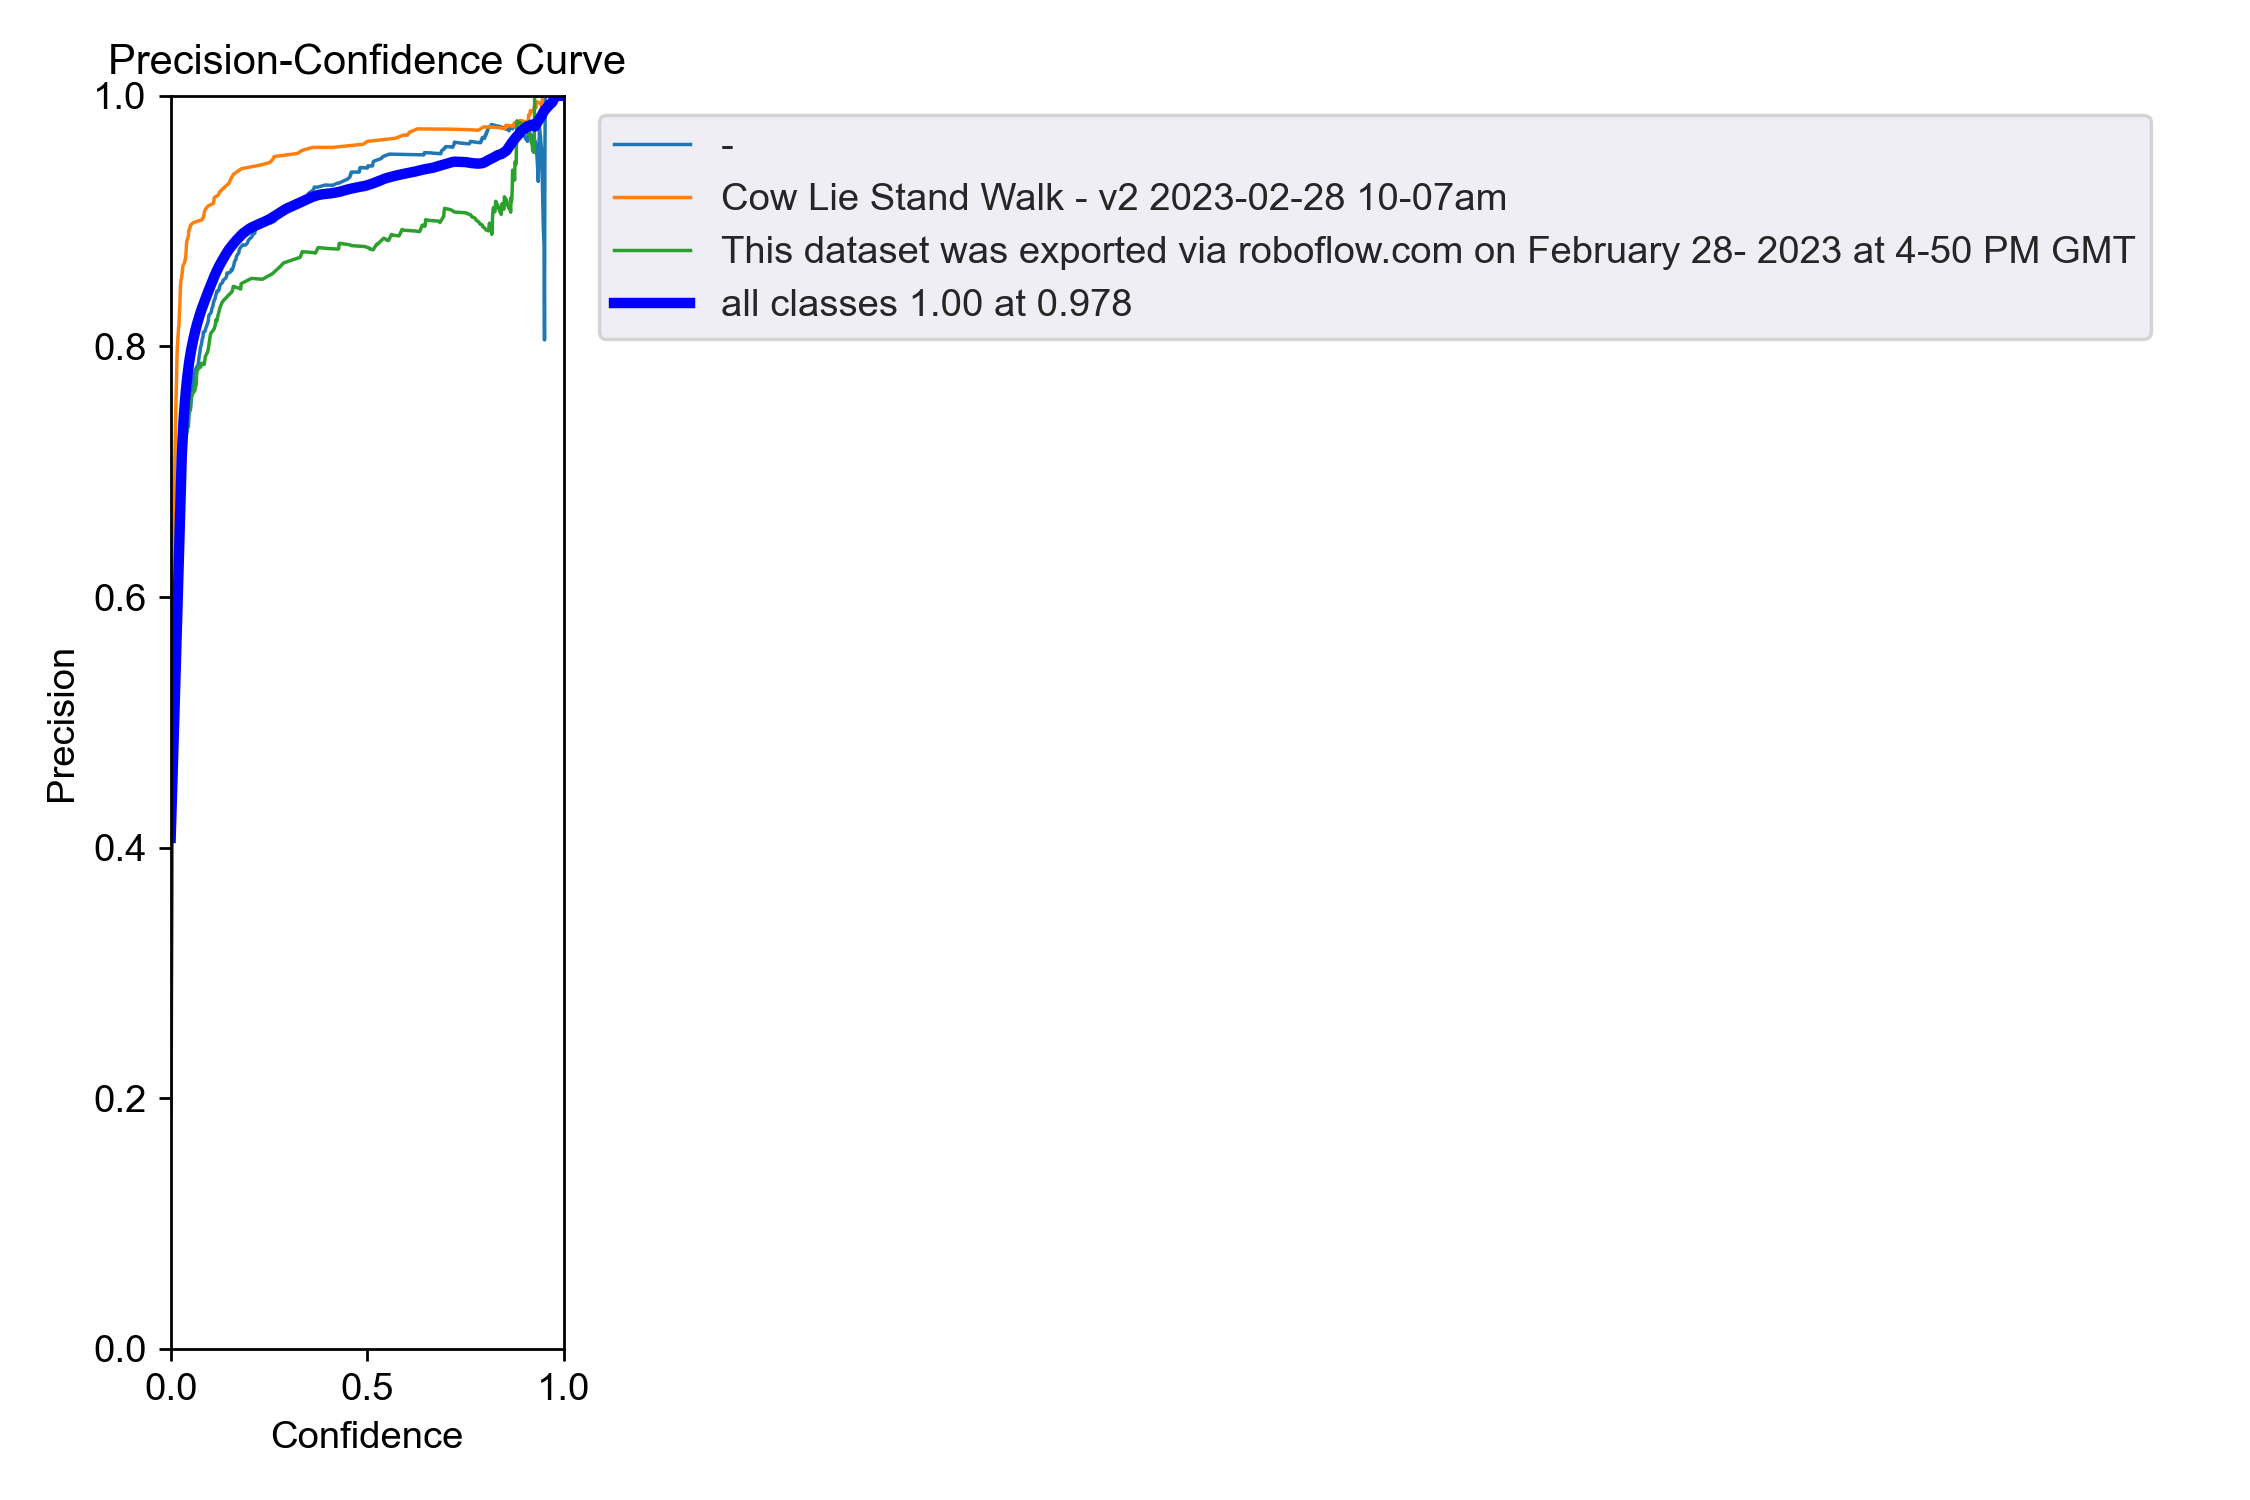 Precision-Confidence Curve
1.0
0.8
0.6
0.4
0.2
0.0
Precision
0.0 0.5 1.0
Confidence
-
Cow Lie Stand Walk - v2 2023-02-28 10-07am
This dataset was exported via roboflow.com on February 28- 2023 at 4-50 PM GMT
all classes 1.00 at 0.978